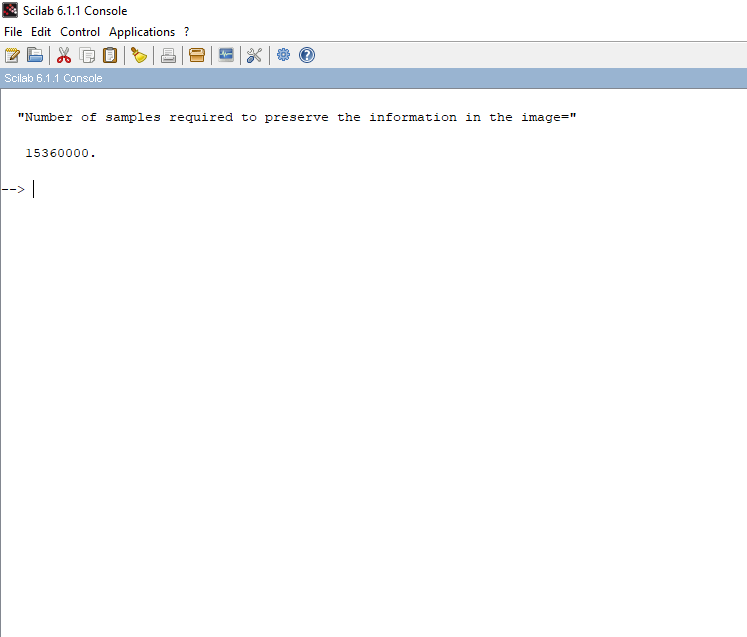 Scilab 6.1.1 Console
File Edit Control Applications ?
Scilab 6.1.1 Console
"Number of samples required to preserve the information in the image="
15360000.
-->